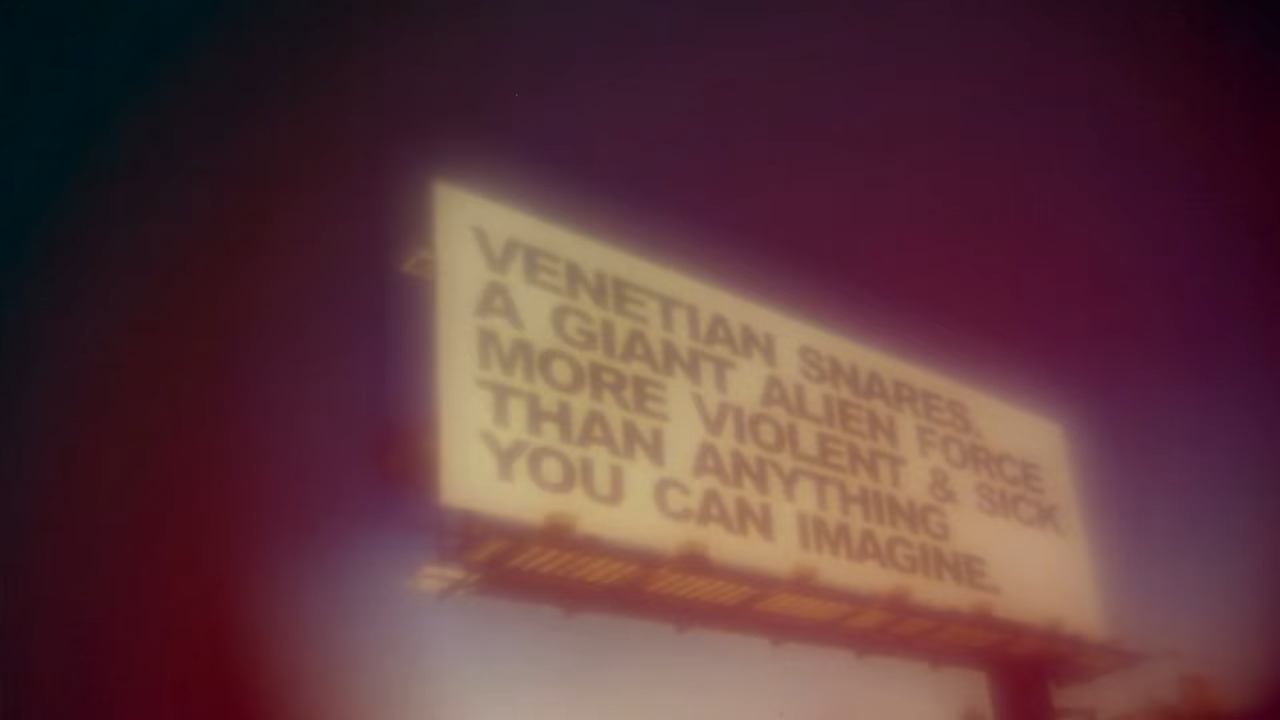 VENETIAN SNARES.
A GIANT ALIEN FORCE
MORE VIOLENT & SICK
THAN ANYTHING
YOU CAN IMAGINE.